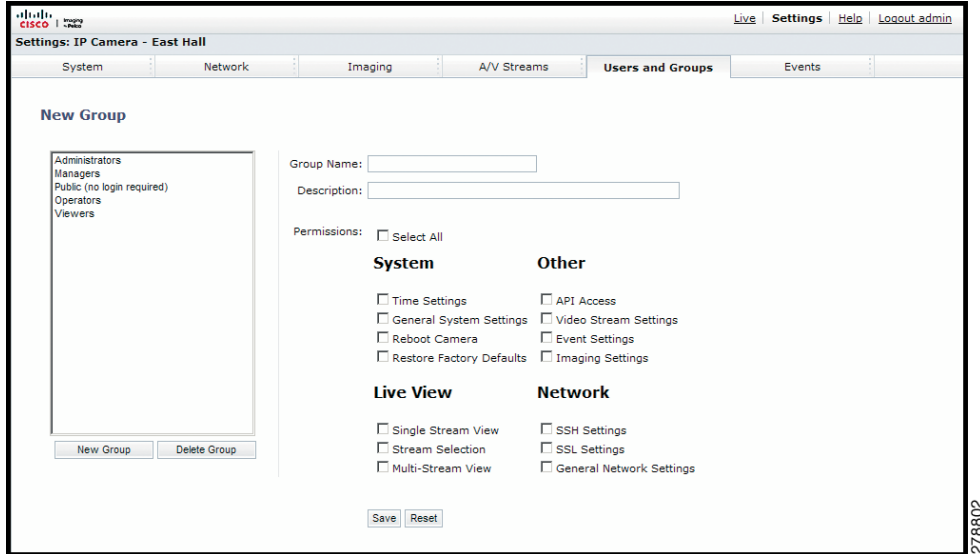 CISCO Imaging by Pelco
Live Settings Help Logout admin
Settings: IP Camera - East Hall
System Network Imaging A/V Streams Users and Groups Events
New Group
Administrators
Managers
Public (no login required)
Operators
Viewers
New Group Delete Group
Group Name:
Description:
Permissions: Select All
System Other
Time Settings API Access
General System Settings Video Stream Settings
Reboot Camera Event Settings
Restore Factory Defaults Imaging Settings
Live View Network
Single Stream View SSH Settings
Stream Selection SSL Settings
Multi-Stream View General Network Settings
Save Reset
278802